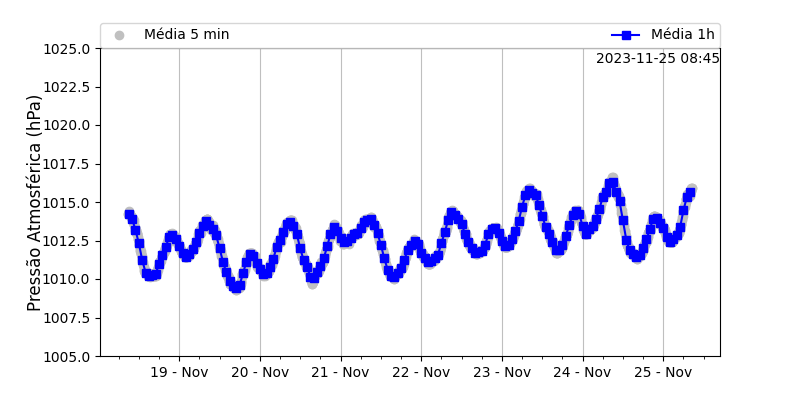 Média 5 min
Média 1h
2023-11-25 08:45
Pressão Atmosférica (hPa)
1025.0
1022.5
1020.0
1017.5
1015.0
1012.5
1010.0
1007.5
1005.0
19 - Nov
20 - Nov
21 - Nov
22 - Nov
23 - Nov
24 - Nov
25 - Nov